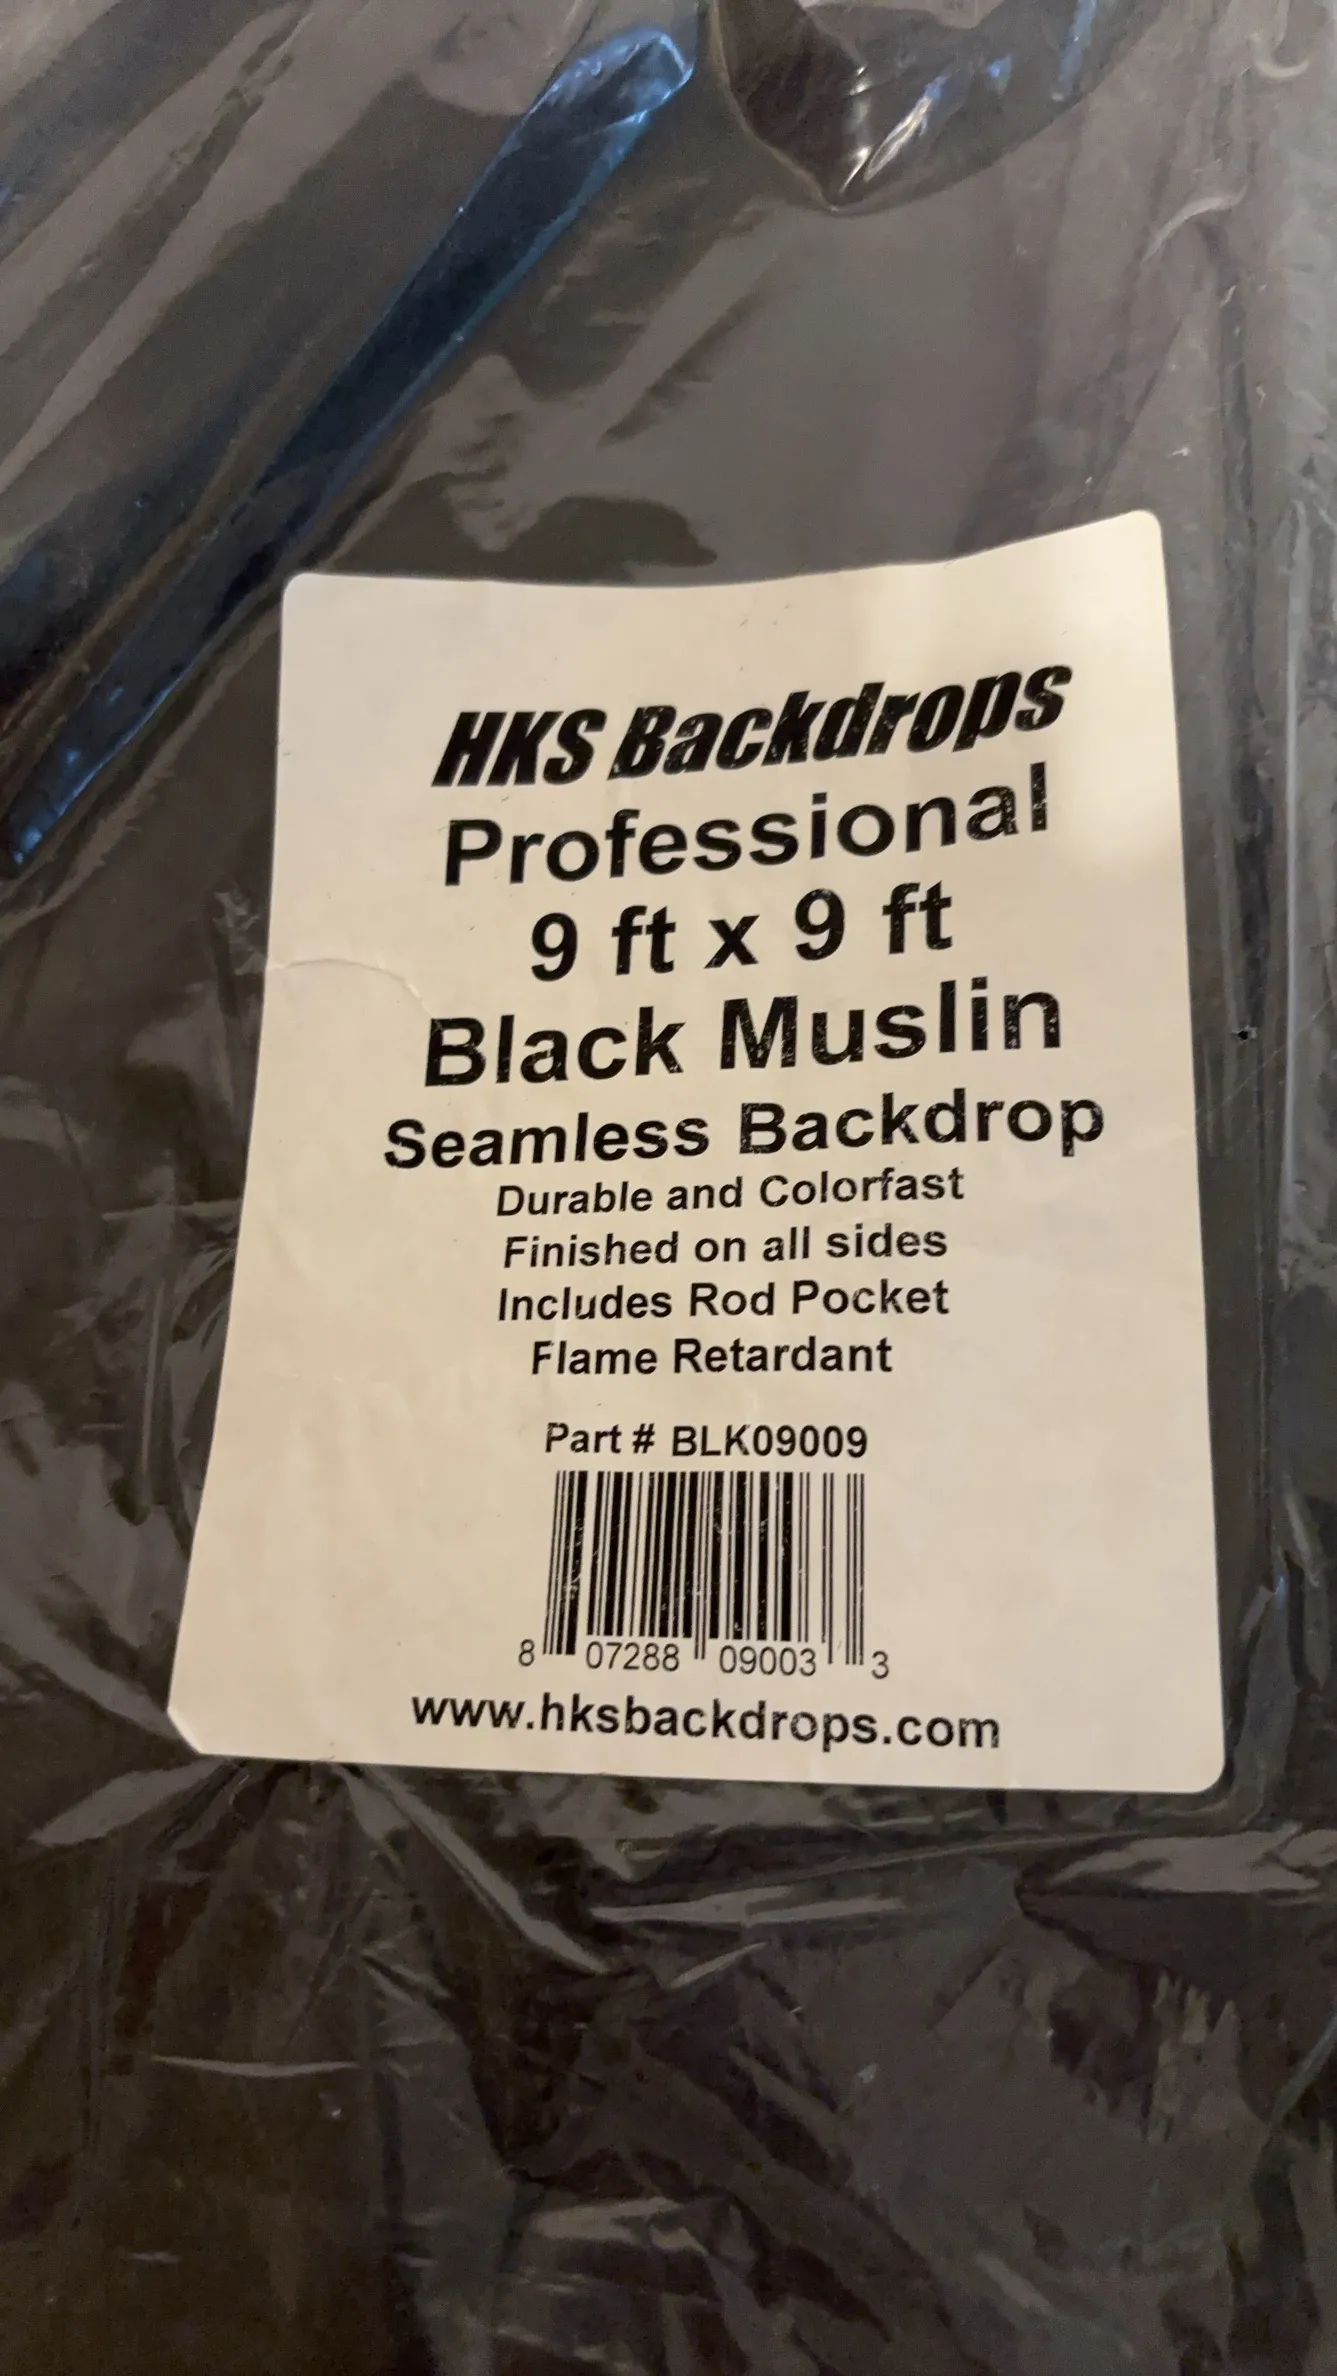 HKS Backdrops
Professional
9 ft x 9 ft
Black Muslin
Seamless Backdrop
Durable and Colorfast
Finished on all sides
Includes Rod Pocket
Flame Retardant
Part # BLK09009
8 07288 09003 3
www.hksbackdrops.com